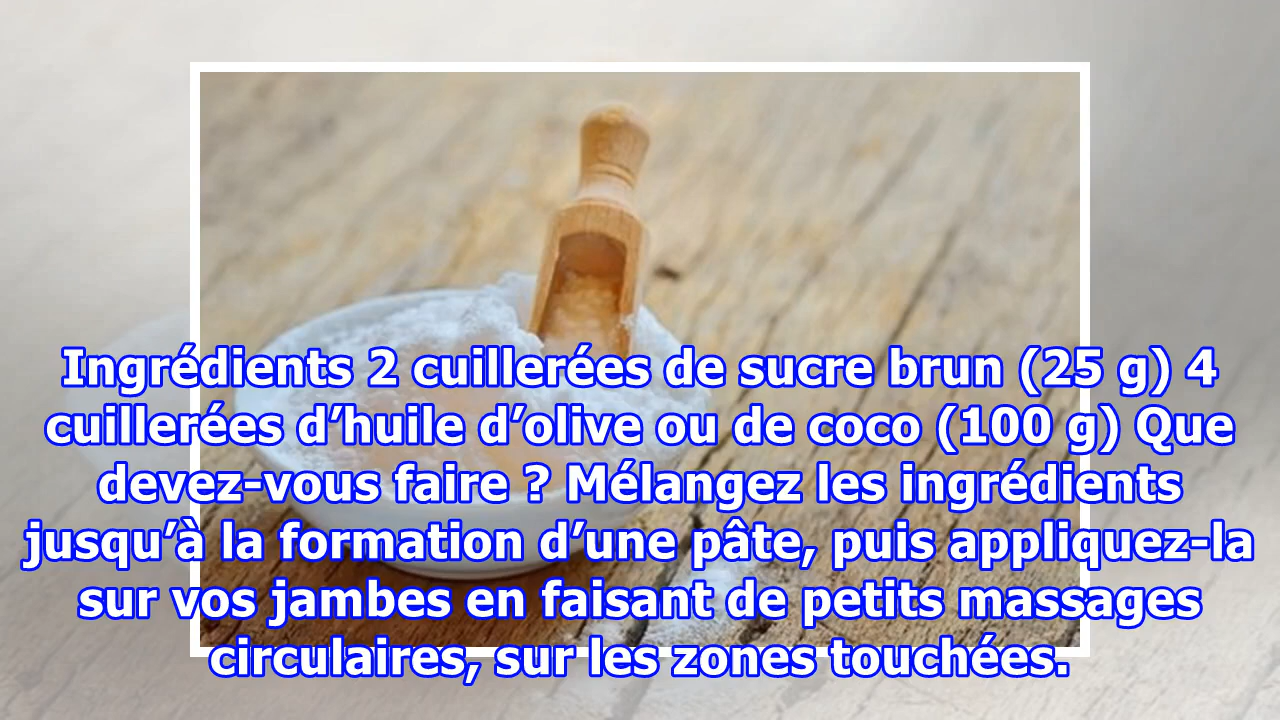 Ingrédients 2 cuillerées de sucre brun (25 g) 4
cuillerées d’huile d’olive ou de coco (100 g) Que
devez-vous faire ? Mélangez les ingrédients
jusqu’à la formation d’une pâte, puis appliquez-la
sur vos jambes en faisant de petits massages
circulaires, sur les zones touchées.